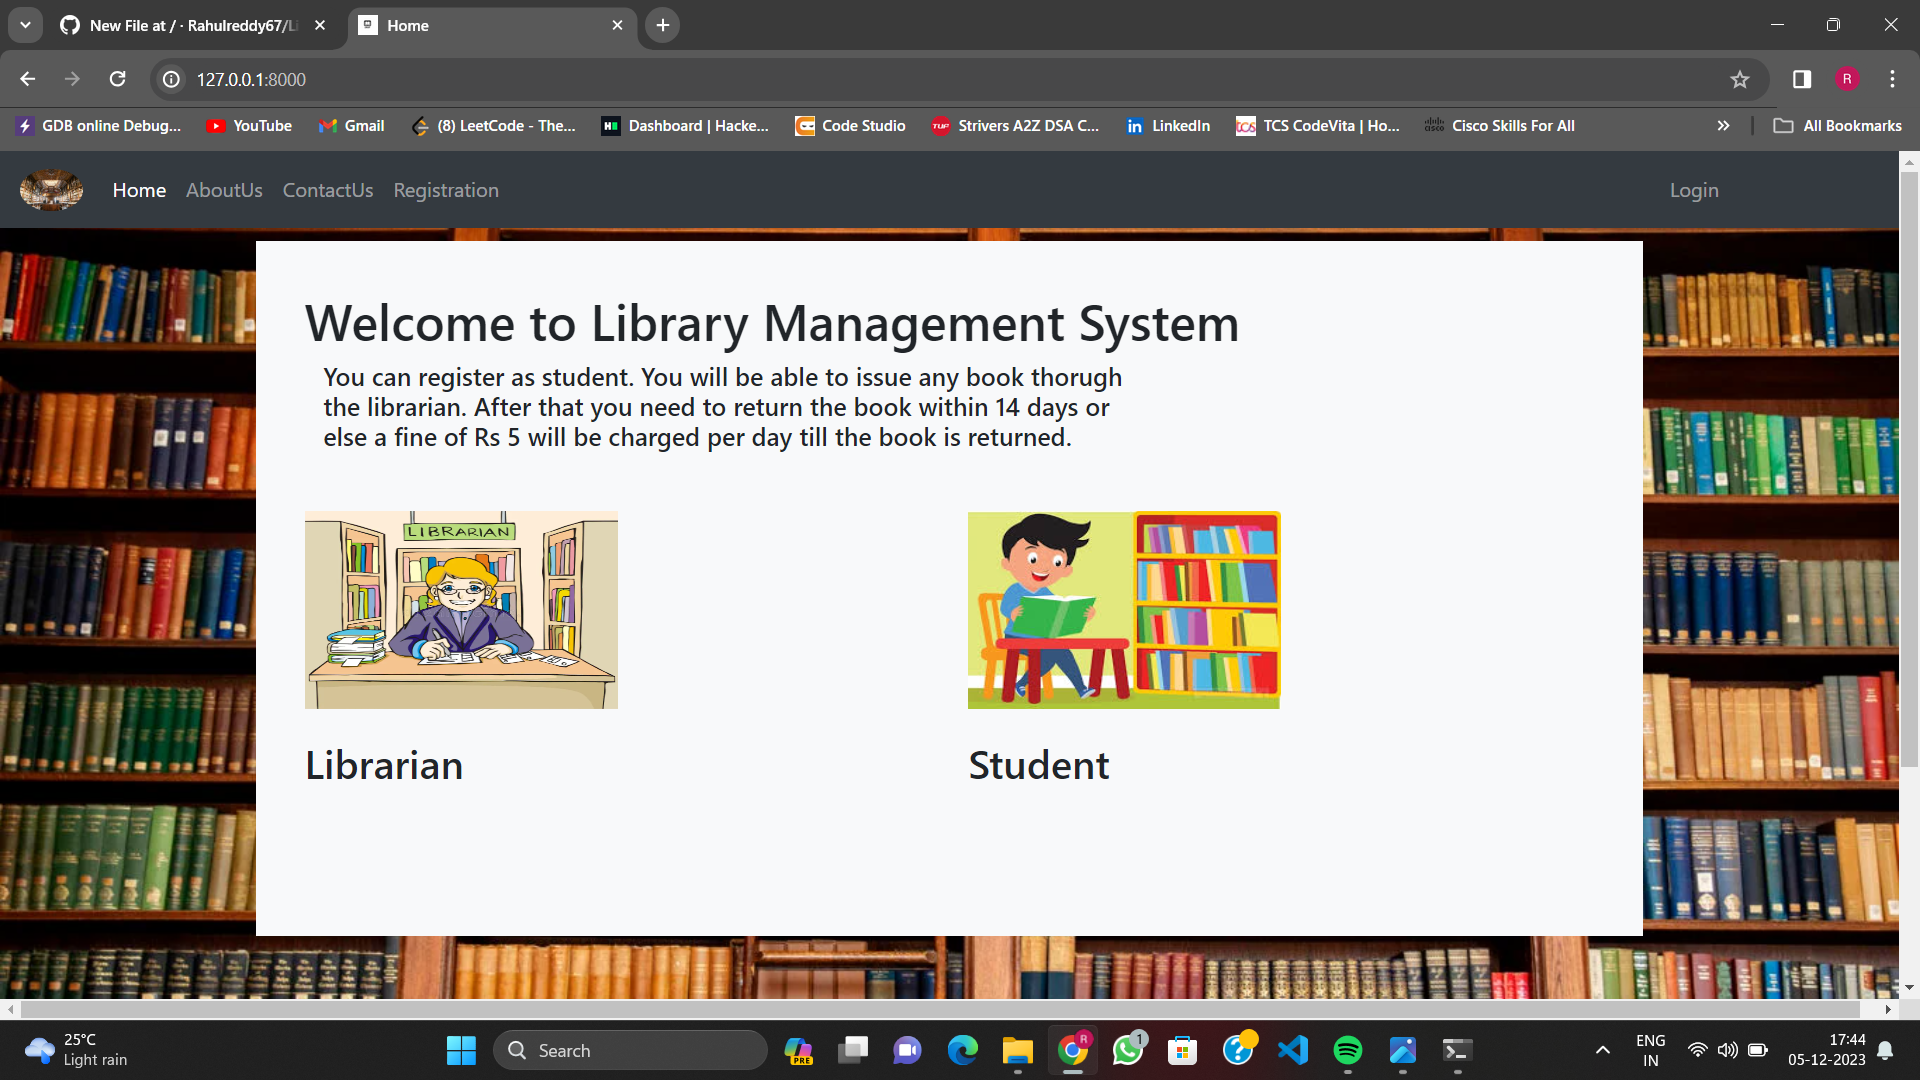 New File at / · Rahulreddy67/Li
Home
127.0.0.1:8000
R
GDB online Debug...
YouTube
Gmail
(8) LeetCode - The...
Dashboard | Hacke...
Code Studio
Strivers A2Z DSA C...
LinkedIn
TCS CodeVita | Ho...
Cisco Skills For All
All Bookmarks
Home
AboutUs
ContactUs
Registration
Login
Welcome to Library Management System
You can register as student. You will be able to issue any book thorugh
the librarian. After that you need to return the book within 14 days or
else a fine of Rs 5 will be charged per day till the book is returned.
LIBRARIAN
Librarian
Student
25°C
Light rain
Search
PRE
R
1
ENG
IN
17:44
05-12-2023